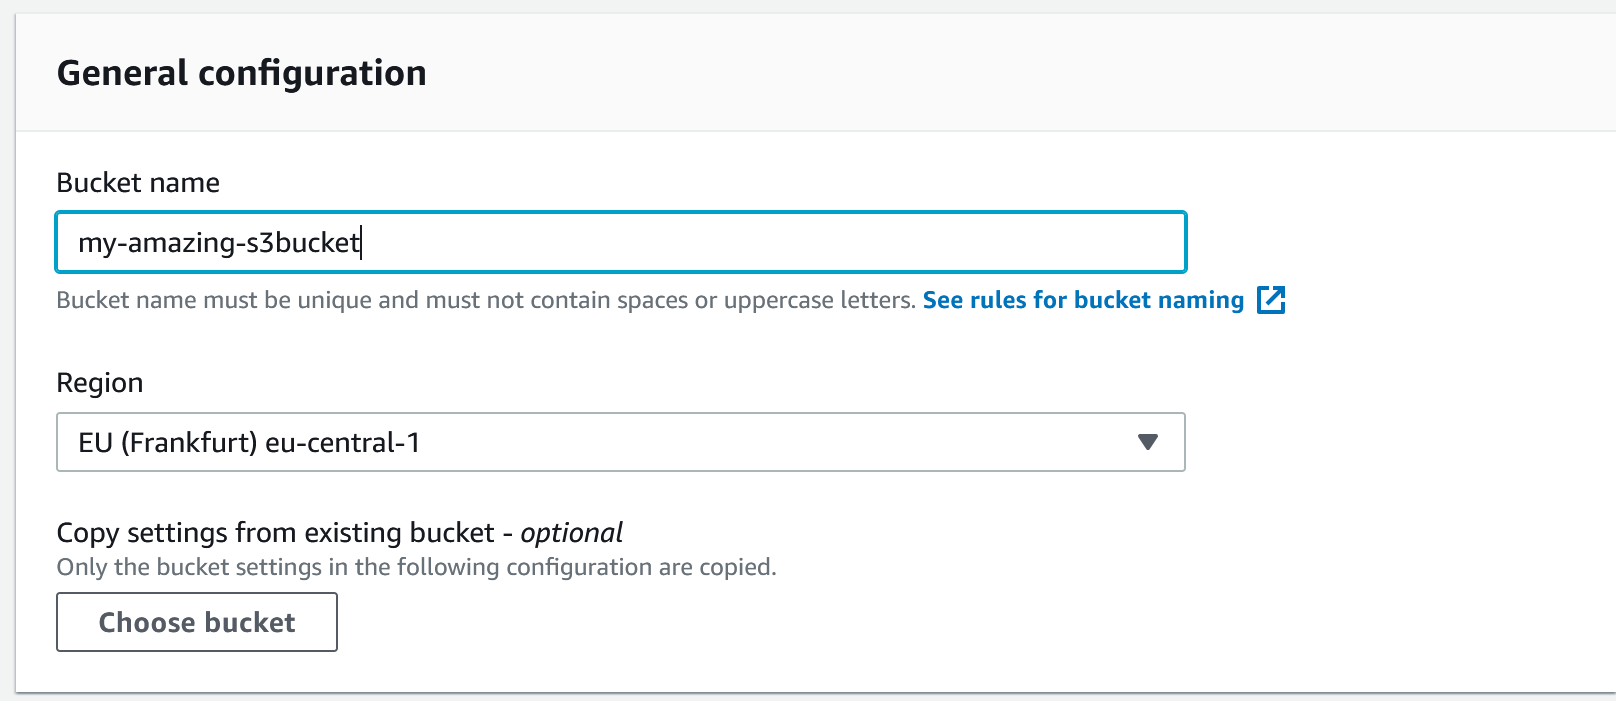 General configuration
Bucket name
my-amazing-s3bucket
Bucket name must be unique and must not contain spaces or uppercase letters. See rules for bucket naming
Region
EU (Frankfurt) eu-central-1
Copy settings from existing bucket - optional
Only the bucket settings in the following configuration are copied.
Choose bucket